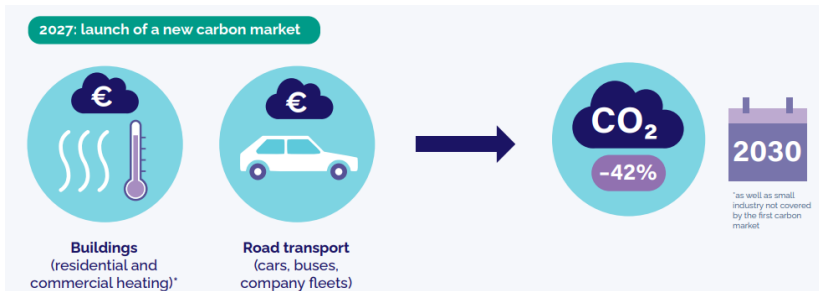 2027: launch of a new carbon market
€
€
CO₂
-42%
2030
*as well as small
industry not covered
by the first carbon
market
Buildings
(residential and
commercial heating)*
Road transport
(cars, buses,
company fleets)